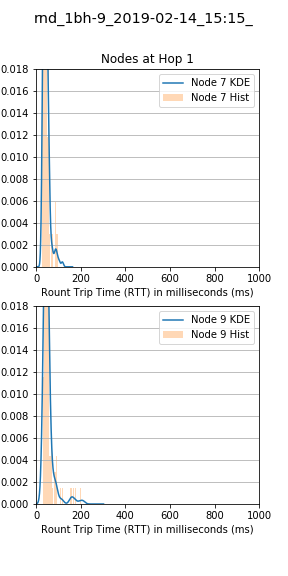 rnd_1bh-9_2019-02-14_15:15_
Nodes at Hop 1
0.018
0.016
0.014
0.012
0.010
0.008
0.006
0.004
0.002
0.000
Node 7 KDE
Node 7 Hist
0 200 400 600 800 1000
Rount Trip Time (RTT) in milliseconds (ms)
0.018
0.016
0.014
0.012
0.010
0.008
0.006
0.004
0.002
0.000
Node 9 KDE
Node 9 Hist
0 200 400 600 800 1000
Rount Trip Time (RTT) in milliseconds (ms)